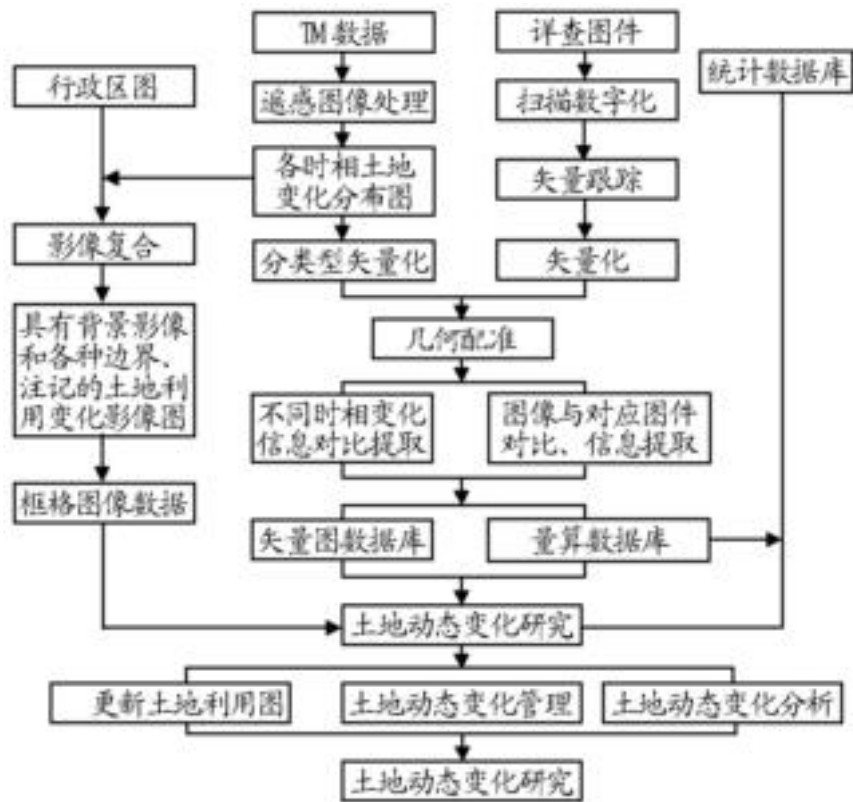 TM数据
详查图件
行政区图
统计数据库
遥感图像处理
扫描数字化
各时相土地
变化分布图
矢量跟踪
影像复合
分类型矢量化
矢量化
具有背景影像
和各种边界、
注记的土地利
用变化影像图
几何配准
不同时相变化
信息对比提取
图像与对应图件
对比、信息提取
框格图像数据
矢量图数据库
量算数据库
土地动态变化研究
更新土地利用图
土地动态变化管理
土地动态变化分析
土地动态变化研究